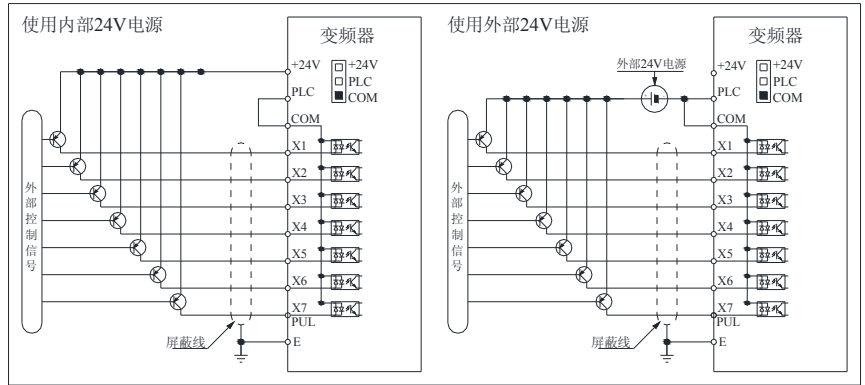 使用内部24V电源
变频器
+24V
+24V
PLC
COM
PLC
COM
X1
X2
X3
X4
X5
X6
X7
PUL
E
外部控制信号
屏蔽线
使用外部24V电源
变频器
外部24V电源
+24V
+24V
PLC
COM
PLC
COM
X1
X2
X3
X4
X5
X6
X7
PUL
E
外部控制信号
屏蔽线